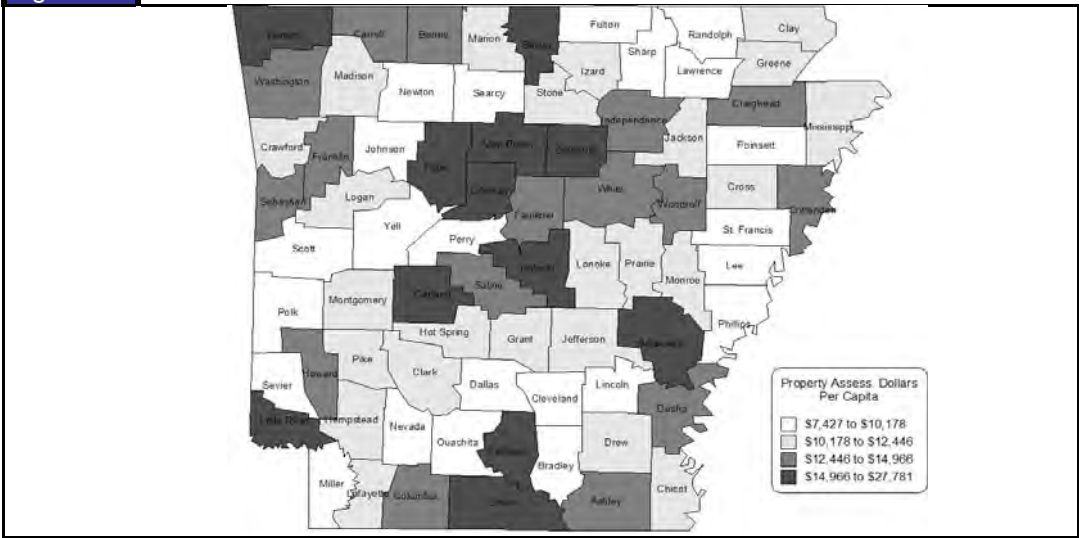 Fulton
Randolph
Clay
Carroll
Boone
Marion
Baxter
Sharp
Izard
Lawrence
Greene
Washington
Madison
Newton
Searcy
Stone
Independence
Jackson
Craighead
Mississippi
Poinsett
Crawford
Franklin
Johnson
Pope
Van Buren
Cleburne
Conway
White
Woodruff
Cross
Crittenden
Sebastian
Logan
Faulkner
Yell
Perry
St. Francis
Scott
Pulaski
Lonoke
Prairie
Monroe
Lee
Garland
Saline
Polk
Montgomery
Hot Spring
Grant
Jefferson
Arkansas
Phillips
Pike
Clark
Howard
Sevier
Dallas
Cleveland
Lincoln
Desha
Little River
Hempstead
Nevada
Ouachita
Calhoun
Bradley
Drew
Miller
Lafayette
Columbia
Union
Ashley
Chicot
Property Assess. Dollars
Per Capita
$7,427 to $10,178
$10,178 to $12,446
$12,446 to $14,966
$14,966 to $27,781